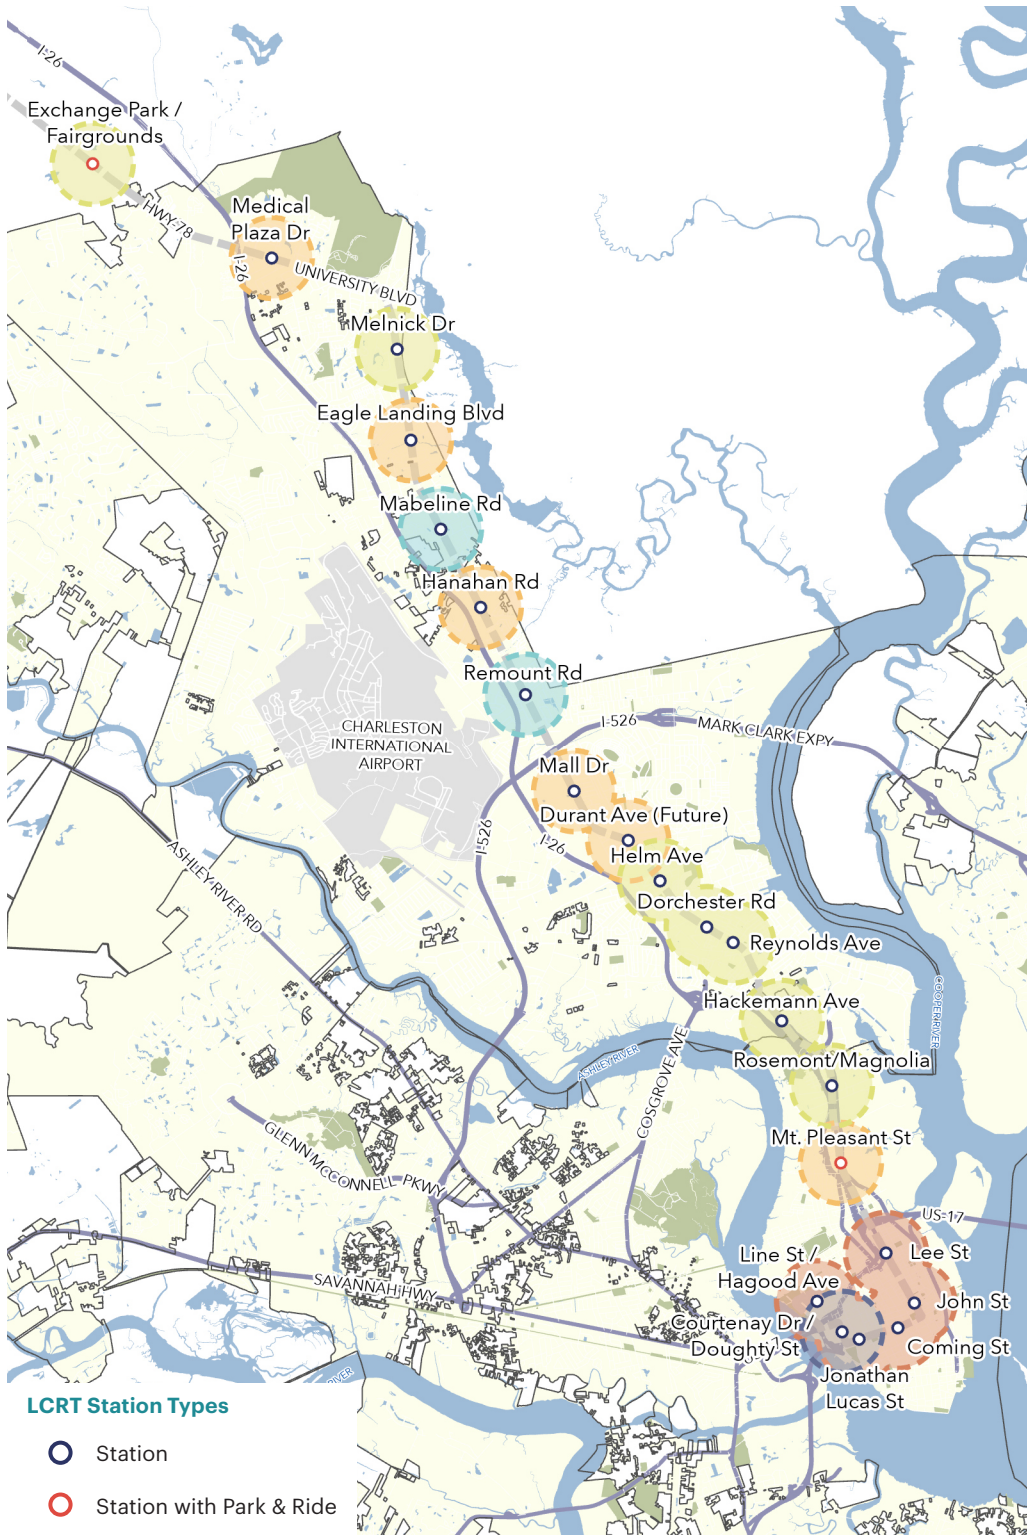 I-26
Exchange Park /
Fairgrounds
HWY-78
Medical
Plaza Dr
I-26
UNIVERSITY BLVD
Melnick Dr
Eagle Landing Blvd
Mabeline Rd
Hanahan Rd
Remount Rd
I-526
MARK CLARK EXPY
CHARLESTON
INTERNATIONAL
AIRPORT
Mall Dr
Durant Ave (Future)
I-526
I-26
Helm Ave
ASHLEY RIVER RD
Dorchester Rd
Reynolds Ave
Hackemann Ave
COOPER RIVER
ASHLEY RIVER
COSGROVE AVE
Rosemont/Magnolia
GLENN McCONNELL PKWY
Mt. Pleasant St
US-17
Lee St
Line St /
Hagood Ave
SAVANNAH HWY
John St
Courtenay Dr /
Doughty St
Coming St
Jonathan
Lucas St
RIVER
LCRT Station Types
Station
Station with Park & Ride